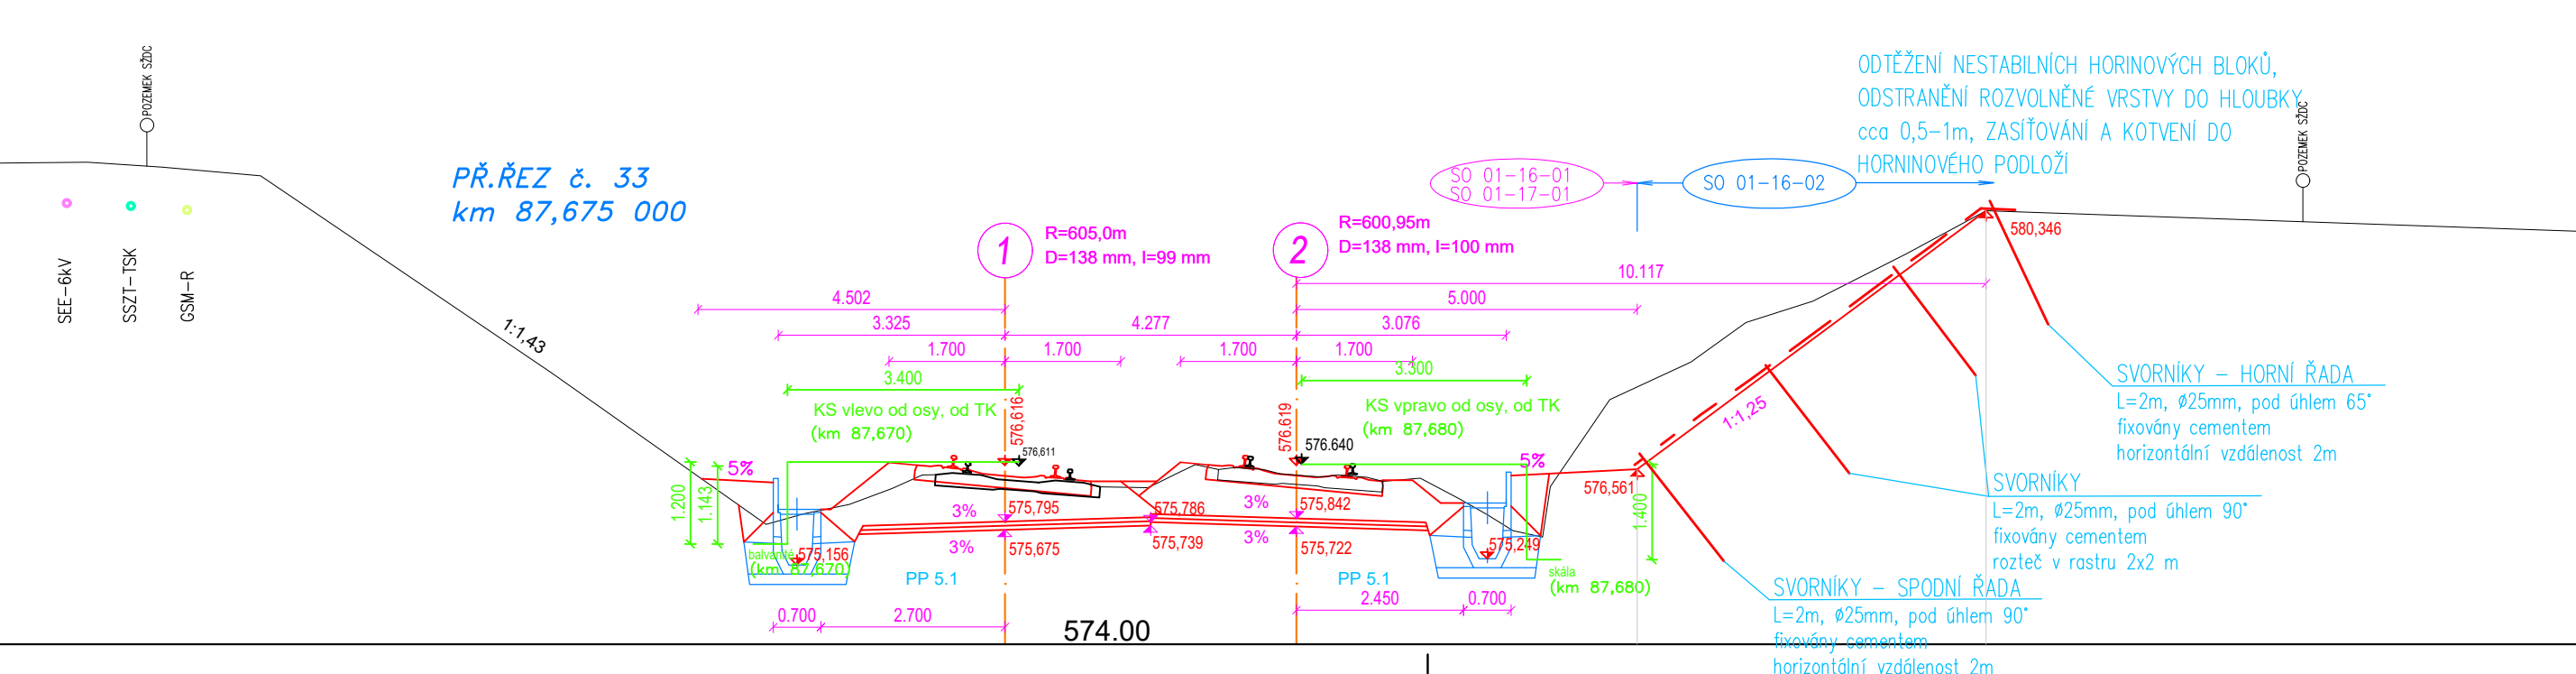 POZEMEK SŽDC
PŘ.ŘEZ č. 33
km 87,675 000
SEE-6kV
SSZT-TSK
GSM-R
1:1,43
ODTĚŽENÍ NESTABILNÍCH HORINOVÝCH BLOKŮ,
ODSTRANĚNÍ ROZVOLNĚNÉ VRSTVY DO HLOUBKY
cca 0,5-1m, ZASÍŤOVÁNÍ A KOTVENÍ DO
HORNINOVÉHO PODLOŽÍ
POZEMEK SŽDC
SO 01-16-01
SO 01-17-01
SO 01-16-02
1
R=605,0m
D=138 mm, I=99 mm
2
R=600,95m
D=138 mm, I=100 mm
580,346
10.117
4.502
5.000
3.325
4.277
3.076
1.700
1.700
1.700
1.700
3.400
3.300
KS vlevo od osy, od TK
(km 87,670)
576,616
576,611
576.619
576.640
KS vpravo od osy, od TK
(km 87,680)
1:1,25
5%
5%
1.200
1.143
576,561
1.400
3%
575,795
575,786
3%
575,842
3%
575,675
575,739
3%
575,722
balvanité
575,156
(km 87,670)
575,249
skála
(km 87,680)
PP 5.1
PP 5.1
0.700
2.700
2.450
0.700
574.00
SVORNÍKY - HORNÍ ŘADA
L=2m, ø25mm, pod úhlem 65°
fixovány cementem
horizontální vzdálenost 2m
SVORNÍKY
L=2m, ø25mm, pod úhlem 90°
fixovány cementem
rozteč v rastru 2x2 m
SVORNÍKY - SPODNÍ ŘADA
L=2m, ø25mm, pod úhlem 90°
fixovány cementem
horizontální vzdálenost 2m